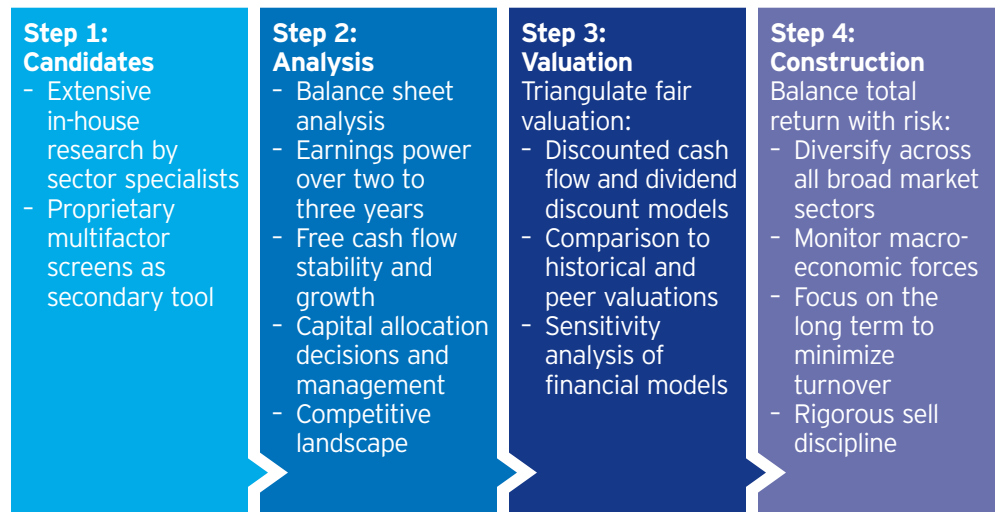 Step 1:
Candidates
– Extensive
in-house
research by
sector specialists
– Proprietary
multifactor
screens as
secondary tool
Step 2:
Analysis
– Balance sheet
analysis
– Earnings power
over two to
three years
– Free cash flow
stability and
growth
– Capital allocation
decisions and
management
– Competitive
landscape
Step 3:
Valuation
Triangulate fair
valuation:
– Discounted cash
flow and dividend
discount models
– Comparison to
historical and
peer valuations
– Sensitivity
analysis of
financial models
Step 4:
Construction
Balance total
return with risk:
– Diversify across
all broad market
sectors
– Monitor macro-
economic forces
– Focus on the
long term to
minimize
turnover
– Rigorous sell
discipline